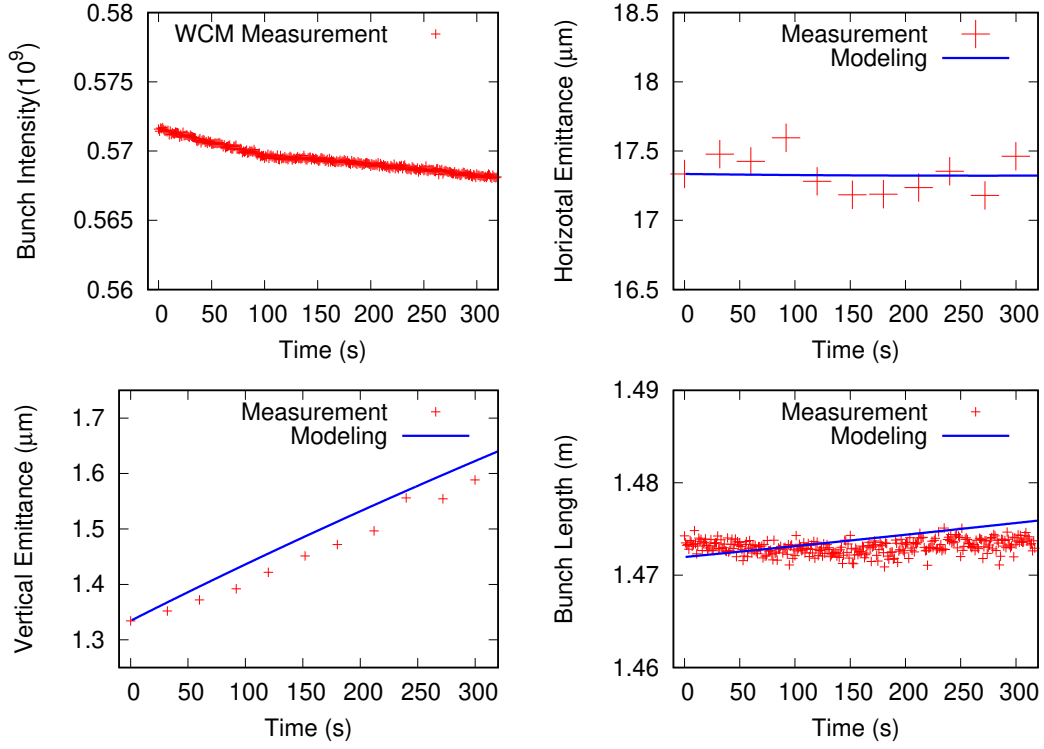 0.58
0.575
0.57
0.565
0.56
Bunch Intensity(10^9)
WCM Measurement
0 50 100 150 200 250 300
Time (s)
18.5
18
17.5
17
16.5
Horizotal Emittance (μm)
Measurement
Modeling
0 50 100 150 200 250 300
Time (s)
1.7
1.6
1.5
1.4
1.3
Vertical Emittance (μm)
Measurement
Modeling
0 50 100 150 200 250 300
Time (s)
1.49
1.48
1.47
1.46
Bunch Length (m)
Measurement
Modeling
0 50 100 150 200 250 300
Time (s)